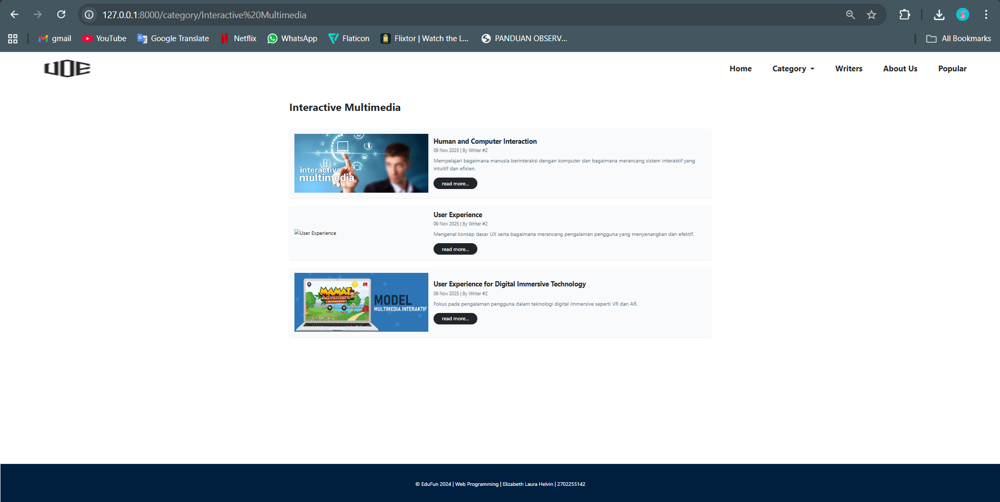 127.0.0.1:8000/category/Interactive%20Multimedia
gmail YouTube Google Translate Netflix WhatsApp Flaticon Flixtor | Watch the L... PANDUAN OBSERV... All Bookmarks
UOE Home Category Writers About Us Popular
Interactive Multimedia
interactive
multimedia
Human and Computer Interaction
09 Nov 2025 | By Writer #2
Mempelajari bagaimana manusia berinteraksi dengan komputer dan bagaimana merancang sistem interaktif yang
intuitif dan efisien.
read more...
User Experience
User Experience
09 Nov 2025 | By Writer #2
Mengenal konsep dasar UX serta bagaimana merancang pengalaman pengguna yang menyenangkan dan efektif.
read more...
MAMAT
Adventure
MODEL
MULTIMEDIA INTERAKTIF
User Experience for Digital Immersive Technology
09 Nov 2025 | By Writer #2
Fokus pada pengalaman pengguna dalam teknologi digital immersive seperti VR dan AR.
read more...
© EduFun 2024 | Web Programming | Elizabeth Laura Helvin | 2702255142